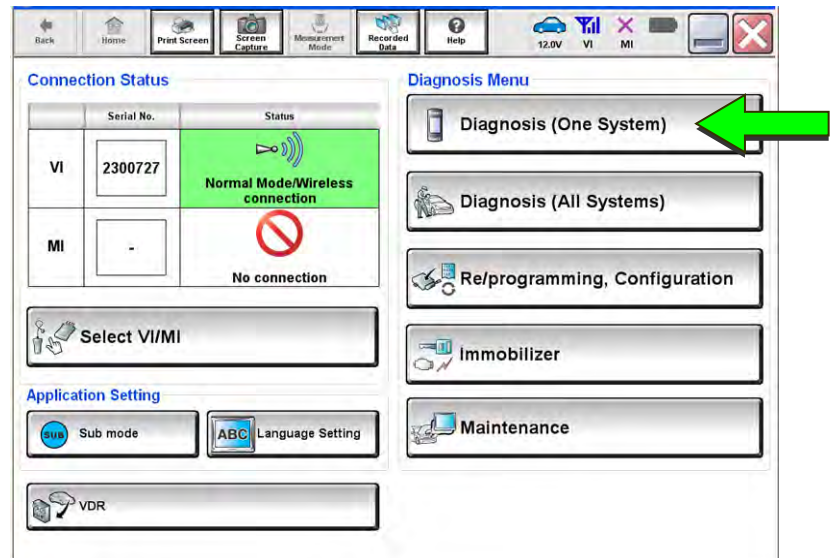 Back
Home
Print Screen
Screen
Capture
Measurement
Mode
Recorded
Data
Help
12.0V
VI
MI
Connection Status
Serial No.
Status
VI
2300727
Normal Mode/Wireless
connection
MI
-
No connection
Select VI/MI
Application Setting
SUB
Sub mode
ABC
Language Setting
VDR
Diagnosis Menu
Diagnosis (One System)
Diagnosis (All Systems)
Re/programming, Configuration
Immobilizer
Maintenance